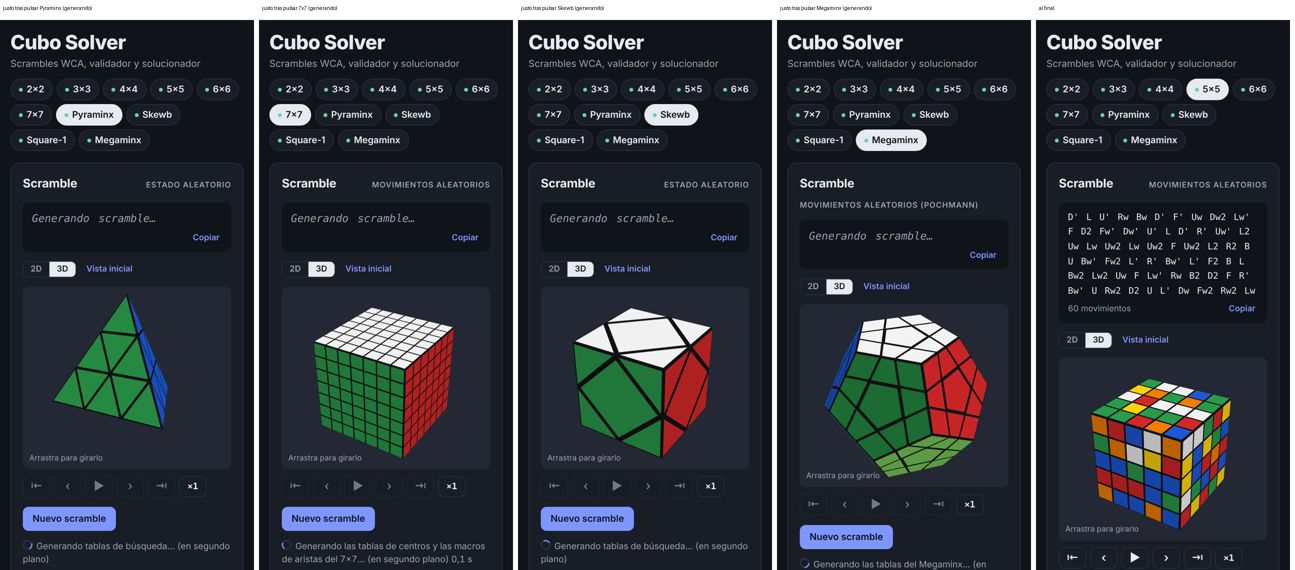 justo tras pulsar Pyraminx (generando)
Cubo Solver
Scrambles WCA, validador y solucionador
2×2 3×3 4×4 5×5 6×6
7×7 Pyraminx Skewb
Square-1 Megaminx
Scramble ESTADO ALEATORIO
Generando scramble…
Copiar
2D 3D Vista inicial
Arrastra para girarlo
×1
Nuevo scramble
Generando tablas de búsqueda… (en segundo
plano)
justo tras pulsar 7x7 (generando)
Cubo Solver
Scrambles WCA, validador y solucionador
2×2 3×3 4×4 5×5 6×6
7×7 Pyraminx Skewb
Square-1 Megaminx
Scramble MOVIMIENTOS ALEATORIOS
Generando scramble…
Copiar
2D 3D Vista inicial
Arrastra para girarlo
×1
Nuevo scramble
Generando las tablas de centros y las macros
de aristas del 7×7… (en segundo plano) 0,1 s
justo tras pulsar Skewb (generando)
Cubo Solver
Scrambles WCA, validador y solucionador
2×2 3×3 4×4 5×5 6×6
7×7 Pyraminx Skewb
Square-1 Megaminx
Scramble ESTADO ALEATORIO
Generando scramble…
Copiar
2D 3D Vista inicial
Arrastra para girarlo
×1
Nuevo scramble
Generando tablas de búsqueda… (en segundo
plano)
justo tras pulsar Megaminx (generando)
Cubo Solver
Scrambles WCA, validador y solucionador
2×2 3×3 4×4 5×5 6×6
7×7 Pyraminx Skewb
Square-1 Megaminx
Scramble
MOVIMIENTOS ALEATORIOS (POCHMANN)
Generando scramble…
Copiar
2D 3D Vista inicial
Arrastra para girarlo
×1
Nuevo scramble
Generando las tablas del Megaminx… (en
al final
Cubo Solver
Scrambles WCA, validador y solucionador
2×2 3×3 4×4 5×5 6×6
7×7 Pyraminx Skewb
Square-1 Megaminx
Scramble MOVIMIENTOS ALEATORIOS
D' L U' Rw Bw D' F' Uw Dw2 Lw'
F D2 Fw' Dw' U' L D' R' Uw' L2
Uw Lw Uw2 Lw Uw2 F Uw2 L2 R2 B
U Bw' Fw2 L' R' Bw' L' F2 B L
Bw2 Lw2 Uw F Lw' Rw B2 D2 F R'
Bw' U Rw2 D2 U L' Dw Fw2 Rw2 Lw
60 movimientos Copiar
2D 3D Vista inicial
Arrastra para girarlo
×1